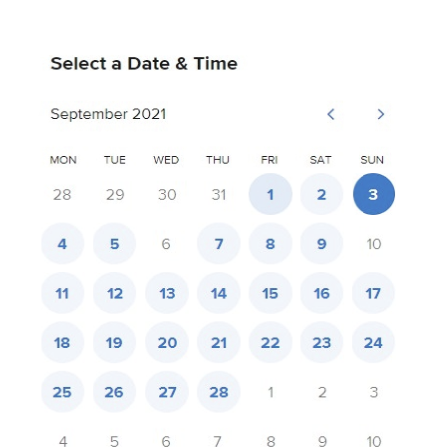 Select a Date & Time
September 2021
MON TUE WED THU FRI SAT SUN
28 29 30 31 1 2 3
4 5 6 7 8 9 10
11 12 13 14 15 16 17
18 19 20 21 22 23 24
25 26 27 28 1 2 3
4 5 6 7 8 9 10